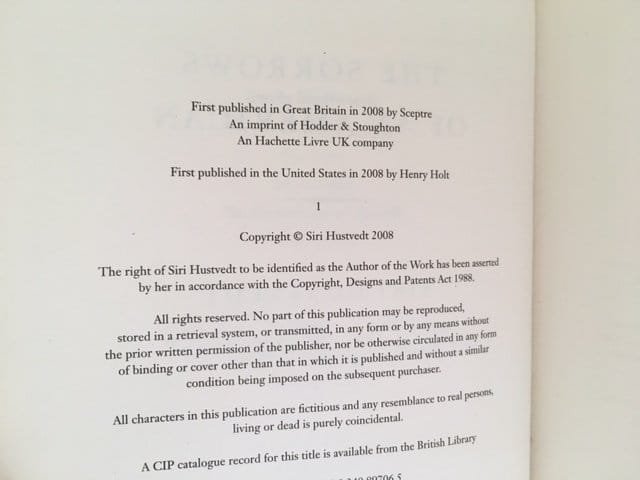 THE SORROWS
OF
First published in Great Britain in 2008 by Sceptre
An imprint of Hodder & Stoughton
An Hachette Livre UK company
First published in the United States in 2008 by Henry Holt
1
Copyright © Siri Hustvedt 2008
The right of Siri Hustvedt to be identified as the Author of the Work has been asserted
by her in accordance with the Copyright, Designs and Patents Act 1988.
All rights reserved. No part of this publication may be reproduced,
stored in a retrieval system, or transmitted, in any form or by any means without
the prior written permission of the publisher, nor be otherwise circulated in any form
of binding or cover other than that in which it is published and without a similar
condition being imposed on the subsequent purchaser.
All characters in this publication are fictitious and any resemblance to real persons,
living or dead is purely coincidental.
A CIP catalogue record for this title is available from the British Library